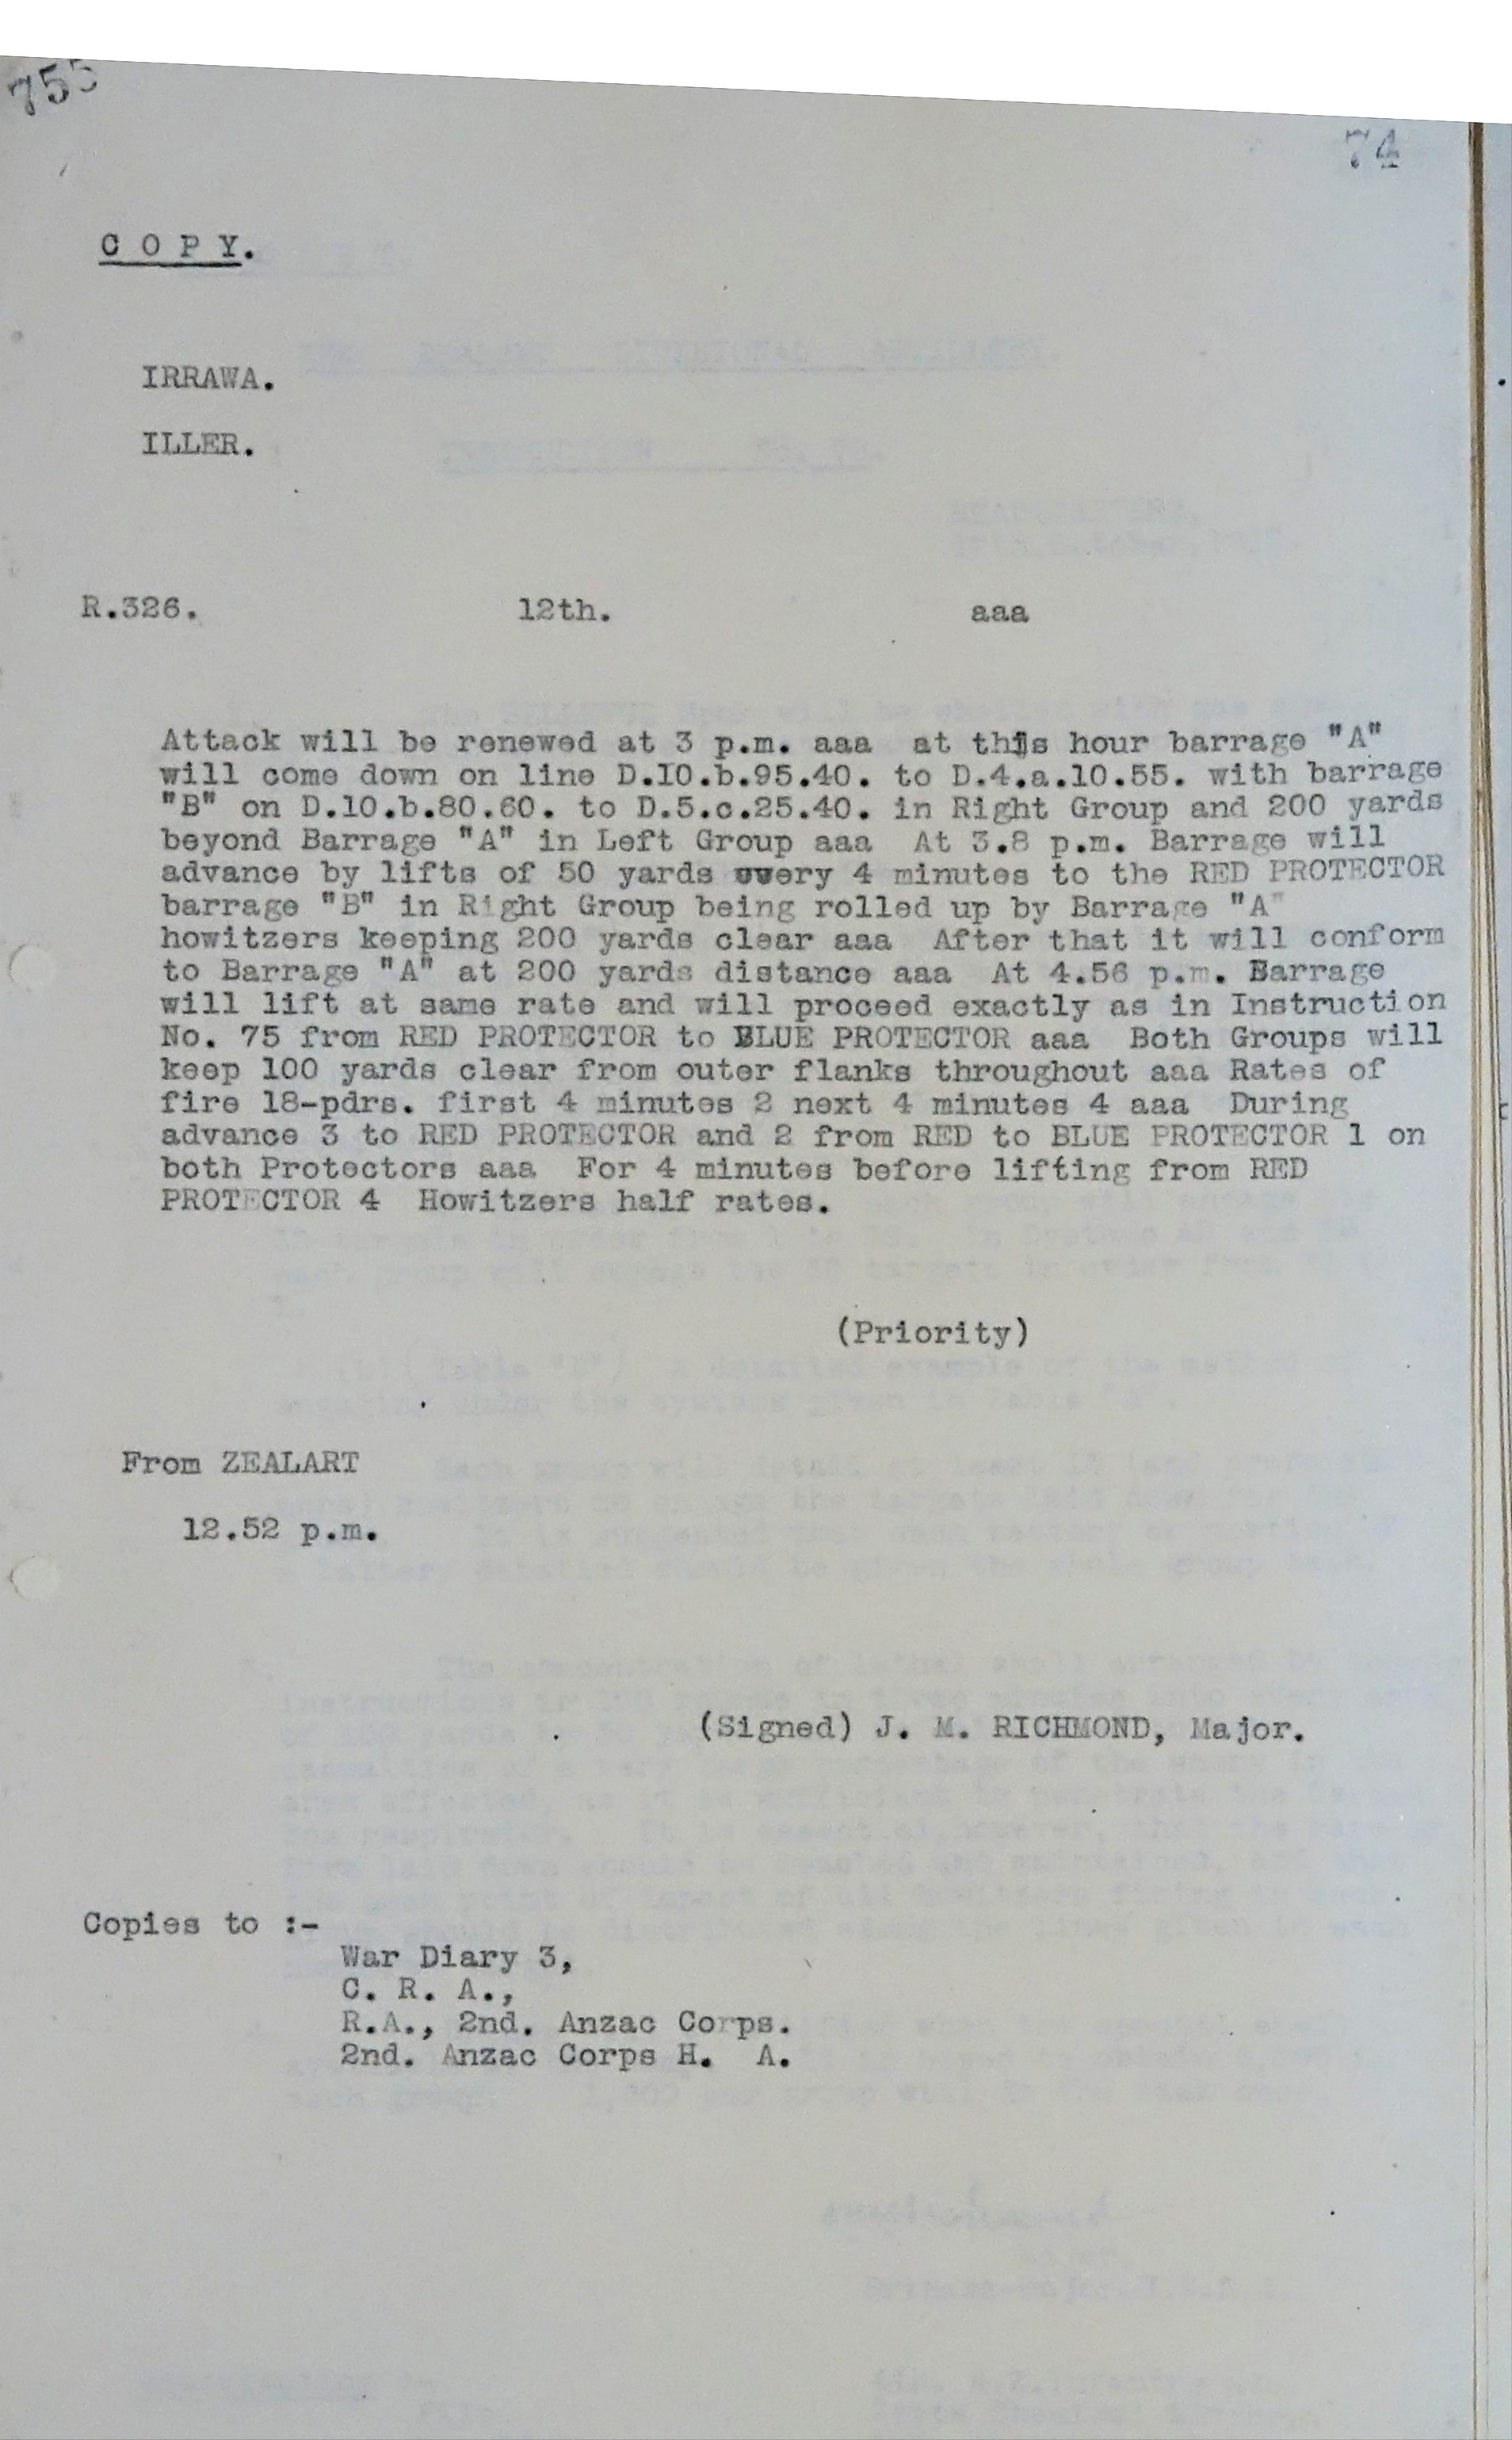 755
74
C O P Y.
IRRAWA.
ILLER.
R.326. 12th. aaa
Attack will be renewed at 3 p.m. aaa at this hour barrage "A"
will come down on line D.IO.b.95.40. to D.4.a.10.55. with barrage
"B" on D.10.b.80.60. to D.5.c.25.40. in Right Group and 200 yards
beyond Barrage "A" in Left Group aaa At 3.8 p.m. Barrage will
advance by lifts of 50 yards every 4 minutes to the RED PROTECTOR
barrage "B" in Right Group being rolled up by Barrage "A"
howitzers keeping 200 yards clear aaa After that it will conform
to Barrage "A" at 200 yards distance aaa At 4.56 p.m. Barrage
will lift at same rate and will proceed exactly as in Instruction
No. 75 from RED PROTECTOR to BLUE PROTECTOR aaa Both Groups will
keep 100 yards clear from outer flanks throughout aaa Rates of
fire 18-pdrs. first 4 minutes 2 next 4 minutes 4 aaa During
advance 3 to RED PROTECTOR and 2 from RED to BLUE PROTECTOR 1 on
both Protectors aaa For 4 minutes before lifting from RED
PROTECTOR 4 Howitzers half rates.
(Priority)
From ZEALART
12.52 p.m.
(Signed) J. M. RICHMOND, Major.
Copies to :-
War Diary 3,
C. R. A.,
R.A., 2nd. Anzac Corps.
2nd. Anzac Corps H. A.